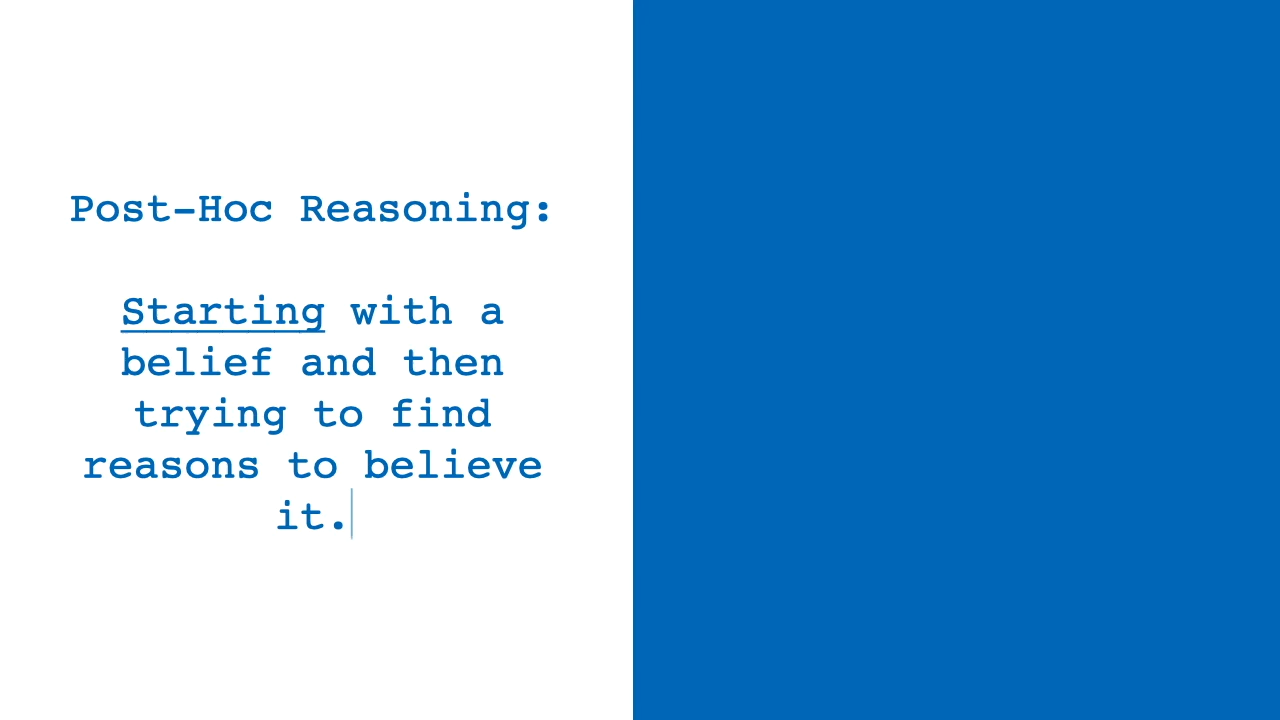 Post-Hoc Reasoning:
Starting with a
belief and then
trying to find
reasons to believe
it.